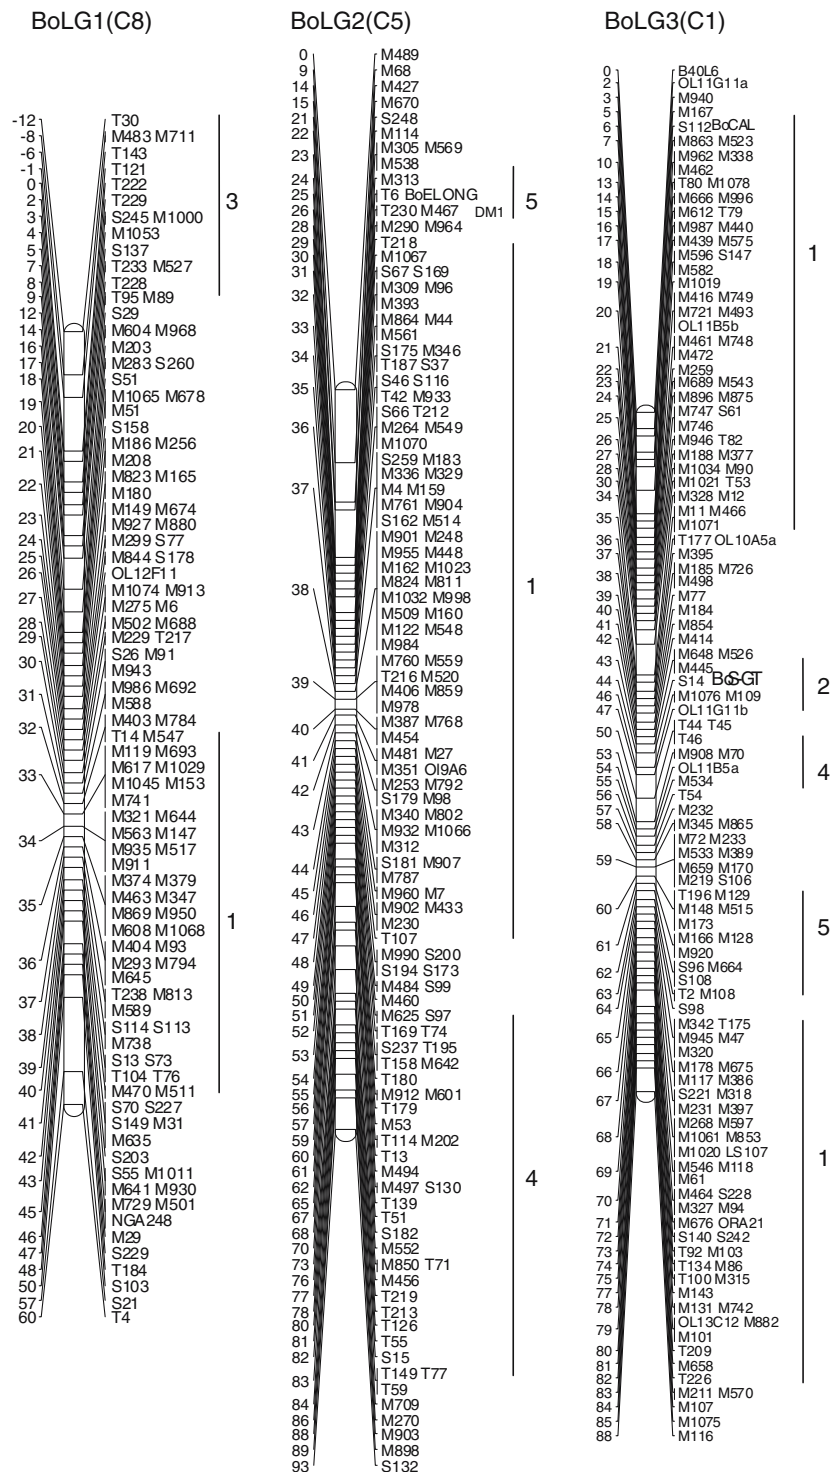 BoLG1(C8)
-12 T30
-8 M483 M711
-6 T143
-1 T121
0 T222
2 T229
3 S245 M1000
4 M1053
5 S137
7 T233 M527
8 T228
9 T95 M89
12 S29
14 M604 M968
16 M203
17 M283 S260
18 S51
19 M1065 M678
M51
20 S158
21 M186 M256
M208
22 M823 M165
M180
23 M149 M674
M927 M880
24 M299 S77
25 M844 S178
26 OL12F11
27 M1074 M913
M275 M6
28 M502 M688
29 M229 T217
30 S26 M91
M943
31 M986 M692
M588
32 M403 M784
T14 M547
33 M119 M693
M617 M1029
M1045 M153
M741
34 M321 M644
M563 M147
M935 M517
M911
35 M374 M379
M463 M347
M869 M950
M608 M1068
36 M404 M93
M293 M794
M645
37 T238 M813
M589
38 S114 S113
M738
39 S13 S73
T104 T76
40 M470 M511
S70 S227
41 S149 M31
M635
42 S203
43 S55 M1011
M641 M930
45 M729 M501
NGA248
46 M29
47 S229
48 T184
50 S103
57 S21
60 T4
3
1
BoLG2(C5)
0 M489
9 M68
14 M427
15 M670
21 S248
22 M114
23 M305 M569
M538
24 M313
25 T6 BoELONG
26 T230 M467 DM1
28 M290 M964
29 T218
30 M1067
31 S67 S169
32 M309 M96
M393
33 M864 M44
M561
34 S175 M346
T187 S37
35 S46 S116
T42 M933
S66 T212
36 M264 M549
M1070
37 S259 M183
M336 M329
M4 M159
M761 M904
S162 M514
38 M901 M248
M955 M448
M162 M1023
M824 M811
M1032 M998
M509 M160
M122 M548
M984
39 M760 M559
T216 M520
M406 M859
M978
40 M387 M768
M454
41 M481 M27
M351 OI9A6
42 M253 M792
S179 M98
43 M340 M802
M932 M1066
M312
44 S181 M907
M787
45 M960 M7
46 M902 M433
M230
47 T107
48 M990 S200
S194 S173
49 M484 S99
50 M460
51 M625 S97
52 T169 T74
53 S237 T195
T158 M642
54 T180
55 M912 M601
56 T179
57 M53
59 T114 M202
60 T13
61 M494
62 M497 S130
65 T139
67 T51
68 S182
70 M552
73 M850 T71
76 M456
77 T219
78 T213
80 T126
81 T55
82 S15
83 T149 T77
T59
84 M709
86 M270
88 M903
89 M898
93 S132
5
1
4
BoLG3(C1)
0 B40L6
2 OL11G11a
3 M940
5 M167
6 S112 BoCAL
7 M863 M523
10 M962 M338
M462
13 T80 M1078
14 M666 M996
15 M612 T79
16 M987 M440
17 M439 M575
18 M596 S147
M582
19 M1019
20 M416 M749
M721 M493
OL11B5b
21 M461 M748
M472
22 M259
23 M689 M543
24 M896 M875
25 M747 S61
M746
26 M946 T82
27 M188 M377
28 M1034 M90
30 M1021 T53
34 M328 M12
35 M11 M466
M1071
36 T177 OL10A5a
37 M395
38 M185 M726
M498
39 M77
40 M184
41 M854
42 M414
43 M648 M526
M445
44 S14 BoS-GT
46 M1076 M109
47 OL11G11b
50 T44 T45
T46
53 M908 M70
54 OL11B5a
55 M534
56 T54
57 M232
58 M345 M865
59 M72 M233
M533 M389
M659 M170
M219 S106
60 T196 M129
M148 M515
M173
61 M166 M128
M920
62 S96 M664
S108
63 T2 M108
64 S98
65 M342 T175
M945 M47
M320
66 M178 M675
M117 M386
67 S221 M318
M231 M397
68 M268 M597
M1061 M853
M1020 LS107
69 M546 M118
M61
70 M464 S228
M327 M94
71 M676 ORA21
72 S140 S242
73 T92 M103
74 T134 M86
75 T100 M315
77 M143
78 M131 M742
79 OL13C12 M882
M101
80 T209
81 M658
82 T226
83 M211 M570
84 M107
85 M1075
88 M116
1
2
4
5
1